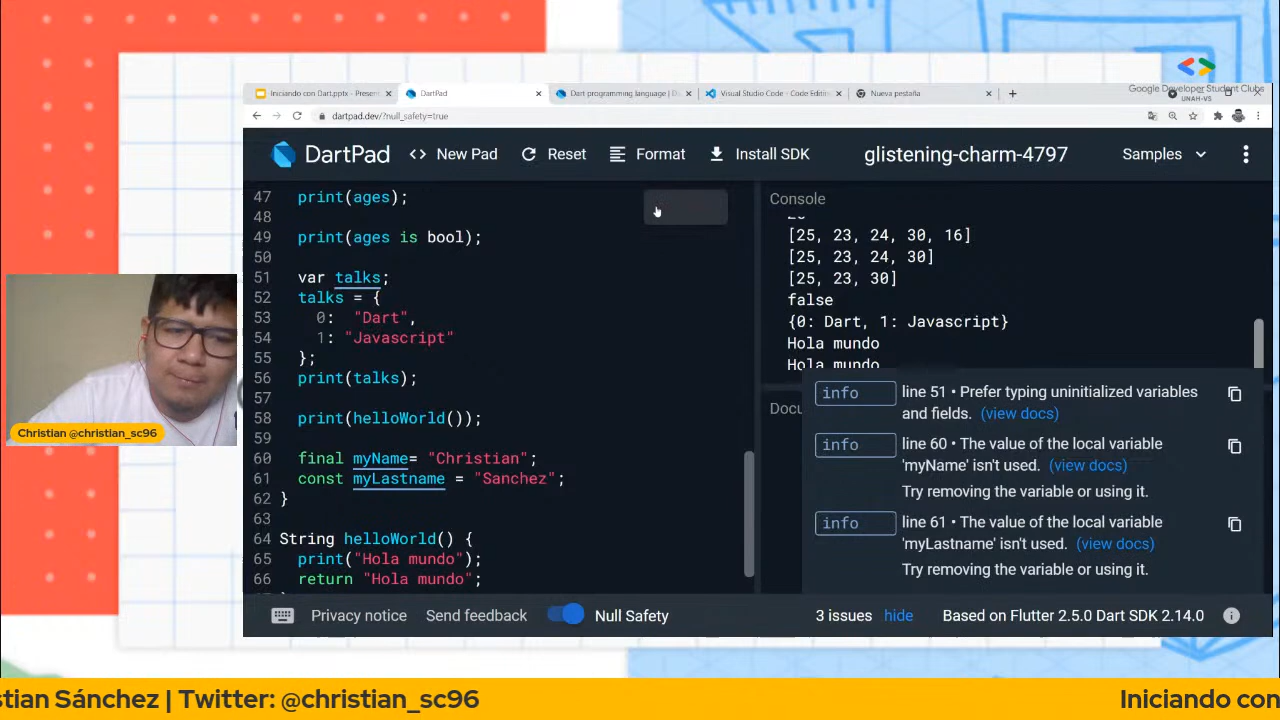 Google Developer Student Clubs
UNAH-VS
Iniciando con Dart.pptx - Present
DartPad
Dart programming language | D
Visual Studio Code - Code Editin
Nueva pestaña
dartpad.dev/?null_safety=true
DartPad
<> New Pad
Reset
Format
Install SDK
glistening-charm-4797
Samples
47 print(ages);
48
49 print(ages is bool);
50
51 var talks;
52 talks = {
53 0: "Dart",
54 1: "Javascript"
55 };
56 print(talks);
57
58 print(helloWorld());
59
60 final myName= "Christian";
61 const myLastname = "Sanchez";
62 }
63
64 String helloWorld() {
65 print("Hola mundo");
66 return "Hola mundo";
Console
[25, 23, 24, 30, 16]
[25, 23, 24, 30]
[25, 23, 30]
false
{0: Dart, 1: Javascript}
Hola mundo
Hola mundo
Docu
info line 51 • Prefer typing uninitialized variables
and fields. (view docs)
info line 60 • The value of the local variable
'myName' isn't used. (view docs)
Try removing the variable or using it.
info line 61 • The value of the local variable
'myLastname' isn't used. (view docs)
Try removing the variable or using it.
Privacy notice
Send feedback
Null Safety
3 issues hide
Based on Flutter 2.5.0 Dart SDK 2.14.0
Christian @christian_sc96
stian Sánchez | Twitter: @christian_sc96
Iniciando con